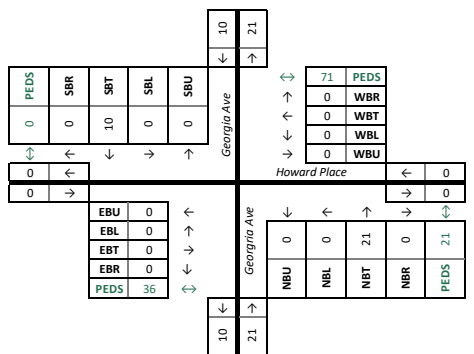 10 21
↓ ↑
PEDS SBR SBT SBL SBU
0 0 10 0 0
↕ ← ↓ → ↑
Georgia Ave
↔ 71 PEDS
↑ 0 WBR
← 0 WBT
↓ 0 WBL
→ 0 WBU
0 ←
Howard Place
← 0
0 →
→ 0
EBU 0 ←
EBL 0 ↑
EBT 0 →
EBR 0 ↓
PEDS 36 ↔
Georgria Ave
↓ ← ↑ → ↕
0 0 21 0 21
NBU NBL NBT NBR PEDS
↓ ↑
10 21